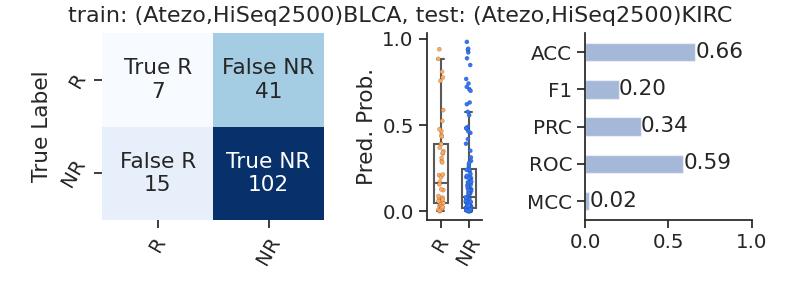 train: (Atezo,HiSeq2500)BLCA, test: (Atezo,HiSeq2500)KIRC
True Label
R
NR
True R
7
False NR
41
False R
15
True NR
102
R
NR
Pred. Prob.
1.0
0.5
0.0
R
NR
ACC
0.66
F1
0.20
PRC
0.34
ROC
0.59
MCC
0.02
0.0
0.5
1.0